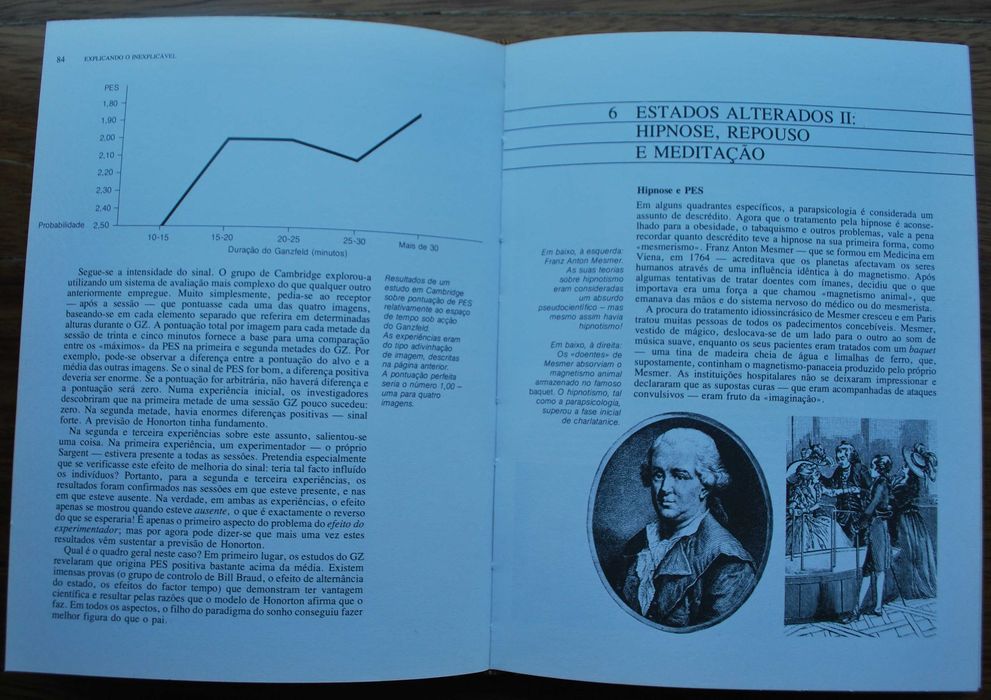 84 EXPLICANDO O INEXPLICÁVEL
PES
1,80
1,90
2,00
2,10
2,20
2,30
2,40
Probabilidade 2,50
10-15 15-20 20-25 25-30 Mais de 30
Duração do Ganzfeld (minutos)
Segue-se a intensidade do sinal. O grupo de Cambridge explorou-a
utilizando um sistema de avaliação mais complexo do que qualquer outro
anteriormente empregue. Muito simplesmente, pedia-se ao receptor
— após a sessão — que pontuasse cada uma das quatro imagens,
baseando-se em cada elemento separado que referira em determinadas
alturas durante o GZ. A pontuação total por imagem para cada metade da
sessão de trinta e cinco minutos fornece a base para uma comparação
entre os «máximos» da PES na primeira e segunda metades do GZ. Por
exemplo, pode-se observar a diferença entre a pontuação do alvo e a
média das outras imagens. Se o sinal de PES for bom, a diferença positiva
deveria ser enorme. Se a pontuação for arbitrária, não haverá diferença e
a pontuação será zero. Numa experiência inicial, os investigadores
descobriram que na primeira metade de uma sessão GZ pouco sucedeu:
zero. Na segunda metade, havia enormes diferenças positivas — sinal
forte. A previsão de Honorton tinha fundamento.
Na segunda e terceira experiências sobre este assunto, salientou-se
uma coisa. Na primeira experiência, um experimentador — o próprio
Sargent — estivera presente a todas as sessões. Pretendia especialmente
que se verificasse este efeito de melhoria do sinal: teria tal facto influído
os indivíduos? Portanto, para a segunda e terceira experiências, os
resultados foram confirmados nas sessões em que esteve presente, e nas
em que esteve ausente. Na verdade, em ambas as experiências, o efeito
apenas se mostrou quando esteve ausente, o que é exactamente o reverso
do que se esperaria! É apenas o primeiro aspecto do problema do efeito do
experimentador; mas por agora pode dizer-se que mais uma vez estes
resultados vêm sustentar a previsão de Honorton.
Qual é o quadro geral neste caso? Em primeiro lugar, os estudos do GZ
revelaram que origina PES positiva bastante acima da média. Existem
imensas provas (o grupo de controlo de Bill Braud, o efeito de alternância
do estado, os efeitos do factor tempo) que demonstram ter vantagem
científica e resultar pelas razões que o modelo de Honorton afirma que o
faz. Em todos os aspectos, o filho do paradigma do sonho conseguiu fazer
melhor figura do que o pai.
Resultados de um
estudo em Cambridge
sobre pontuação de PES
relativamente ao espaço
de tempo sob acção
do Ganzfeld.
As experiências eram
do tipo adivinhação
de imagem, descritas
na página anterior.
A pontuação perfeita
seria o número 1,00 –
uma para quatro
imagens.
6 ESTADOS ALTERADOS II:
HIPNOSE, REPOUSO
E MEDITAÇÃO
Hipnose e PES
Em alguns quadrantes específicos, a parapsicologia é considerada um
assunto de descrédito. Agora que o tratamento pela hipnose é aconse-
lhado para a obesidade, o tabaquismo e outros problemas, vale a pena
recordar quanto descrédito teve a hipnose na sua primeira forma, como
«mesmerismo». Franz Anton Mesmer — que se formou em Medicina em
Viena, em 1764 — acreditava que os planetas afectavam os seres
humanos através de uma influência idêntica à do magnetismo. Após
algumas tentativas de tratar doentes com ímanes, decidiu que o que
importava era uma força a que chamou «magnetismo animal», que
emanava das mãos e do sistema nervoso do médico ou do mesmerista.
A procura do tratamento idiossincrásico de Mesmer cresceu e em Paris
tratou muitas pessoas de todos os padecimentos concebíveis. Mesmer,
vestido de mágico, deslocava-se de um lado para o outro ao som de
música suave, enquanto os seus pacientes eram tratados com um baquet
— uma tina de madeira cheia de água e limalhas de ferro, que,
supostamente, continham o magnetismo-panaceia produzido pelo próprio
Mesmer. As instituições hospitalares não se deixaram impressionar e
declararam que as supostas curas — que eram acompanhadas de ataques
convulsivos — eram fruto da «imaginação».
Em baixo, à esquerda:
Franz Anton Mesmer.
As suas teorias
sobre hipnotismo
eram consideradas
um absurdo
pseudocientífico – mas
mesmo assim havia
hipnotismo!
Em baixo, à direita:
Os «doentes» de
Mesmer absorviam o
magnetismo animal
armazenado no famoso
baquet. O hipnotismo, tal
como a parapsicologia,
superou a fase inicial
de charlatanice.